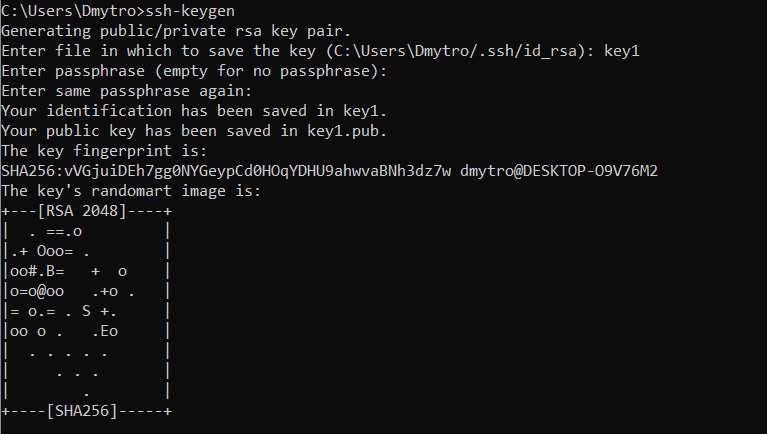 C:\Users\Dmytro>ssh-keygen
Generating public/private rsa key pair.
Enter file in which to save the key (C:\Users\Dmytro/.ssh/id_rsa): key1
Enter passphrase (empty for no passphrase):
Enter same passphrase again:
Your identification has been saved in key1.
Your public key has been saved in key1.pub.
The key fingerprint is:
SHA256:vVGjuiDEh7gg0NYGeypCd0HOqYDHU9ahwvaBNh3dz7w dmytro@DESKTOP-O9V76M2
The key's randomart image is:
+---[RSA 2048]----+
|  . ==.o         |
|.+ Ooo= .        |
|oo#.B=   +  o    |
|o=o@oo   .+o .   |
|= o.= . S +.     |
|oo o .   .Eo     |
|  . . . . .      |
|     . . .       |
|        .        |
+----[SHA256]-----+